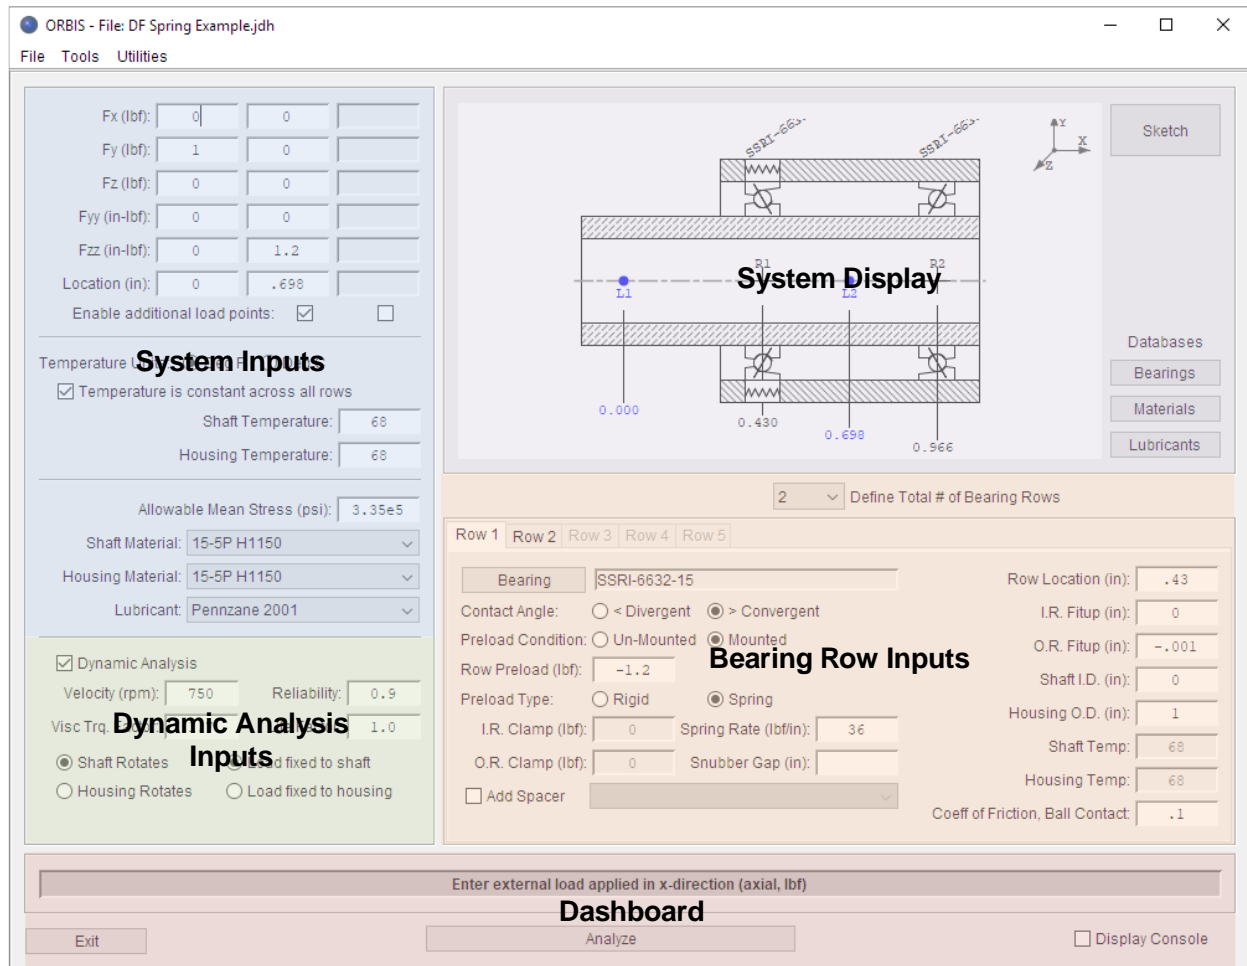 ORBIS - File: DF Spring Example.jdh
File Tools Utilities
Fx (lbf): 0 0
Fy (lbf): 1 0
Fz (lbf): 0 0
Fyy (in-lbf): 0 0
Fzz (in-lbf): 0 1.2
Location (in): 0 .698
Enable additional load points:
Temperature
System Inputs
Temperature is constant across all rows
Shaft Temperature: 68
Housing Temperature: 68
Allowable Mean Stress (psi): 3.35e5
Shaft Material: 15-5P H1150
Housing Material: 15-5P H1150
Lubricant: Pennzane 2001
Dynamic Analysis
Velocity (rpm): 750 Reliability: 0.9
Visc Trq. 1.0
Dynamic Analysis
Inputs
Shaft Rotates Load fixed to shaft
Housing Rotates Load fixed to housing
SSRI-663- SSRI-663-
Y
X
Z
R1 R2
System Display
L1 L2
0.000
0.430
0.698
0.966
Sketch
Databases
Bearings
Materials
Lubricants
2 Define Total # of Bearing Rows
Row 1 Row 2 Row 3 Row 4 Row 5
Bearing SSRI-6632-15
Contact Angle: < Divergent > Convergent
Preload Condition: Un-Mounted Mounted
Bearing Row Inputs
Row Preload (lbf): -1.2
Preload Type: Rigid Spring
I.R. Clamp (lbf): 0 Spring Rate (lbf/in): 36
O.R. Clamp (lbf): 0 Snubber Gap (in):
Add Spacer
Row Location (in): .43
I.R. Fitup (in): 0
O.R. Fitup (in): -.001
Shaft I.D. (in): 0
Housing O.D. (in): 1
Shaft Temp: 68
Housing Temp: 68
Coeff of Friction, Ball Contact: .1
Enter external load applied in x-direction (axial, lbf)
Dashboard
Exit Analyze Display Console